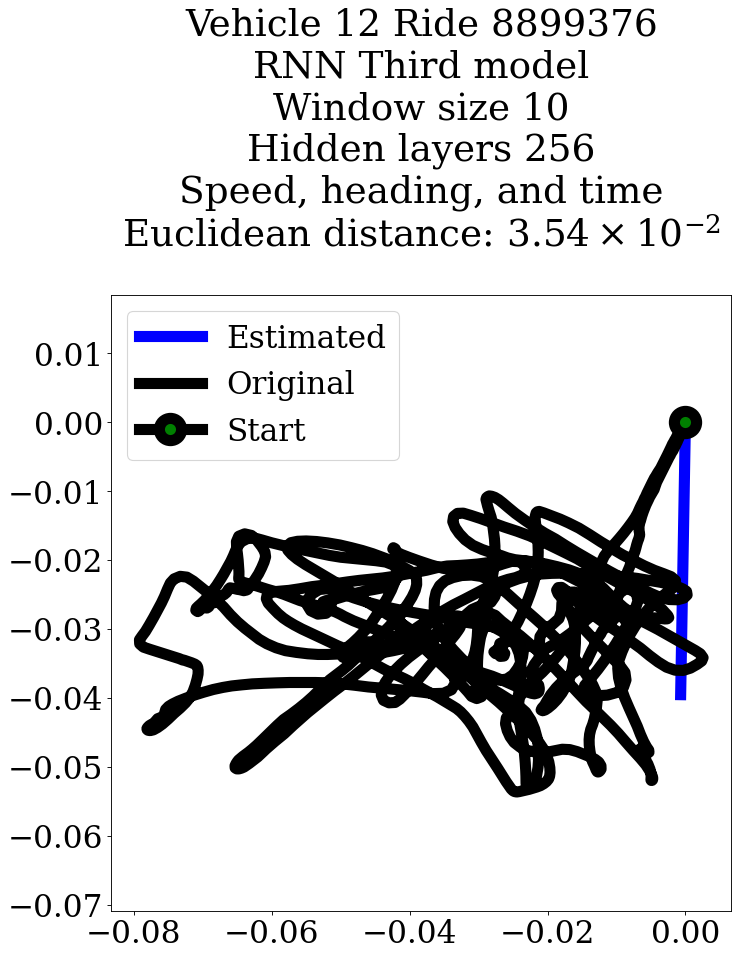 Vehicle 12 Ride 8899376
RNN Third model
Window size 10
Hidden layers 256
Speed, heading, and time
Euclidean distance: 3.54 × 10⁻²
Estimated
Original
Start
0.01
0.00
−0.01
−0.02
−0.03
−0.04
−0.05
−0.06
−0.07
−0.08 −0.06 −0.04 −0.02 0.00